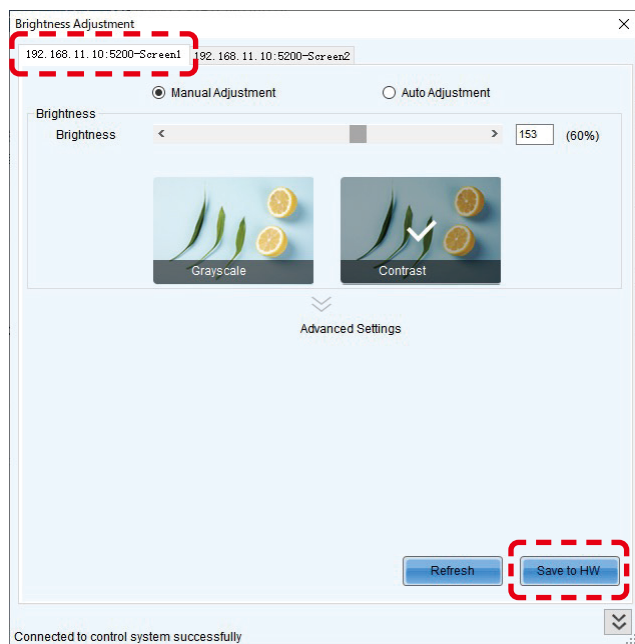 Brightness Adjustment
192.168.11.10:5200-Screen1 192.168.11.10:5200-Screen2
Manual Adjustment Auto Adjustment
Brightness
Brightness < > 153 (60%)
Grayscale Contrast
Advanced Settings
Refresh Save to HW
Connected to control system successfully